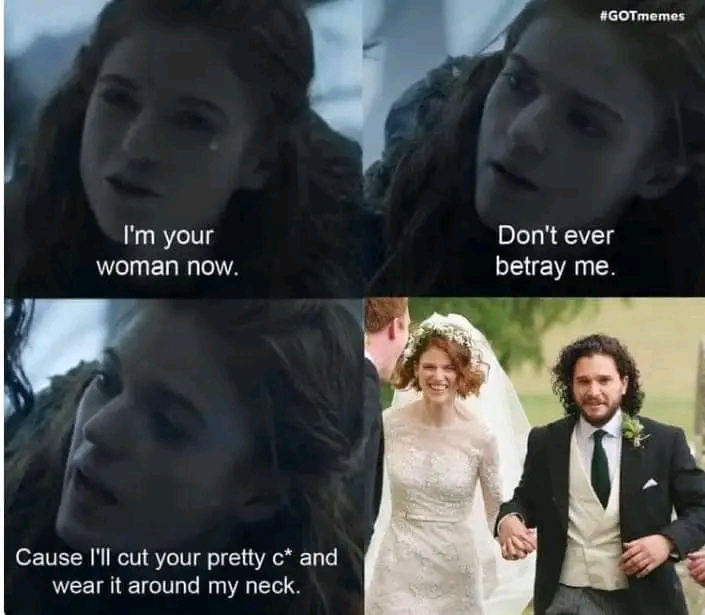 #GOTmemes
I'm your
woman now.
Don't ever
betray me.
Cause I'll cut your pretty c* and
wear it around my neck.